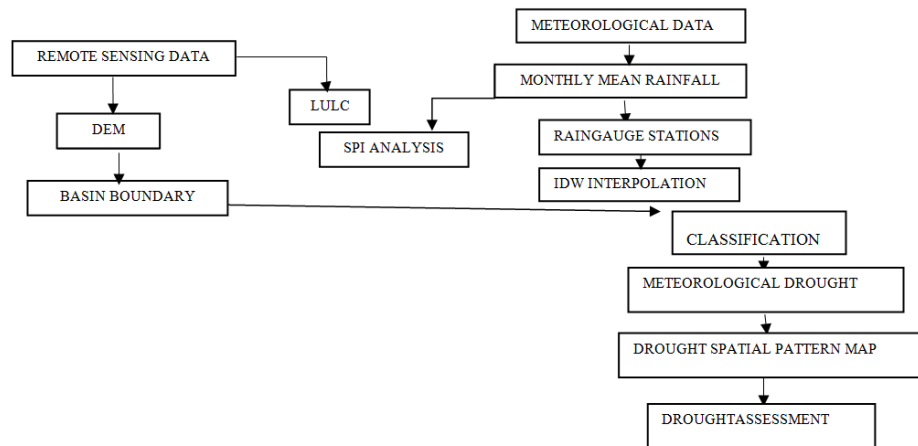 METEOROLOGICAL DATA
REMOTE SENSING DATA
MONTHLY MEAN RAINFALL
LULC
DEM
SPI ANALYSIS
RAINGAUGE STATIONS
IDW INTERPOLATION
BASIN BOUNDARY
CLASSIFICATION
METEOROLOGICAL DROUGHT
DROUGHT SPATIAL PATTERN MAP
DROUGHTASSESSMENT